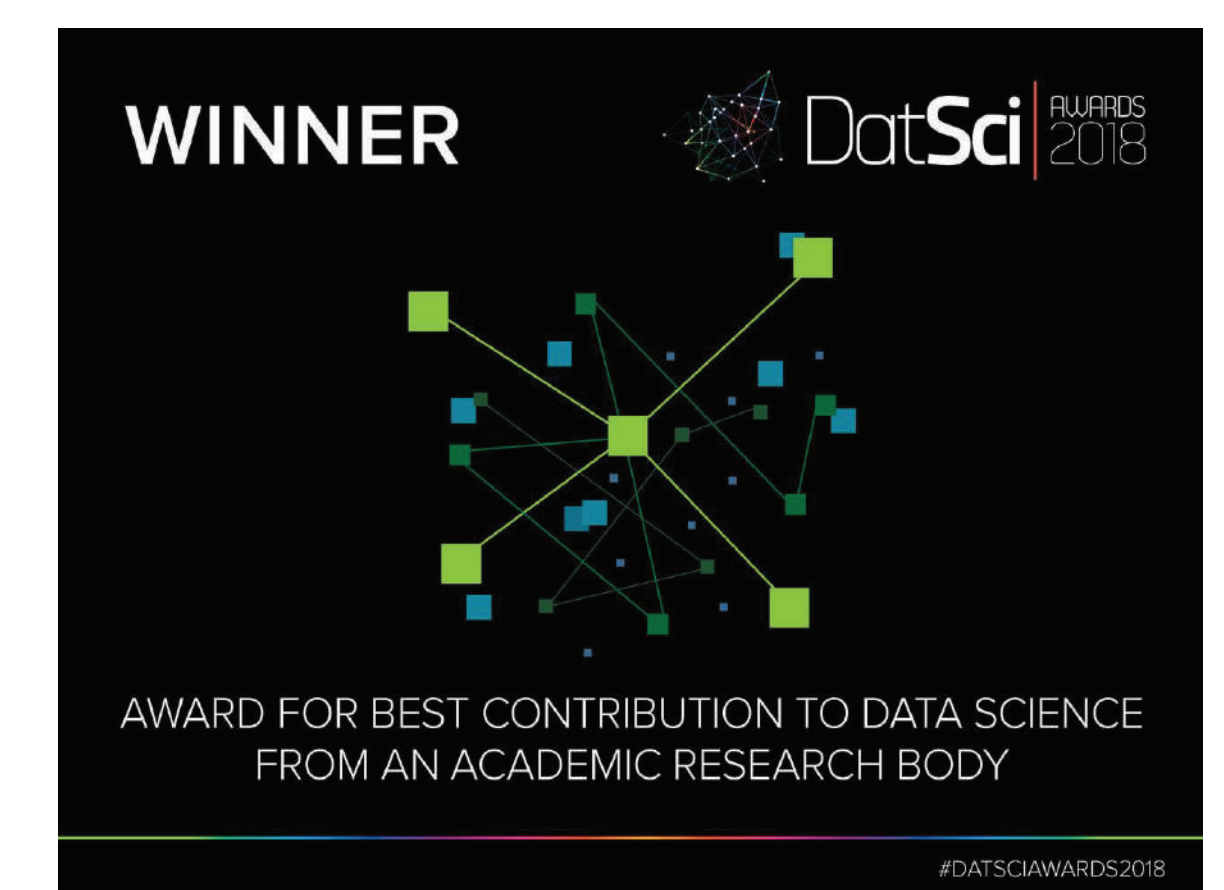 WINNER
DatSci AWARDS
2018
AWARD FOR BEST CONTRIBUTION TO DATA SCIENCE
FROM AN ACADEMIC RESEARCH BODY
#DATSCIAWARDS2018